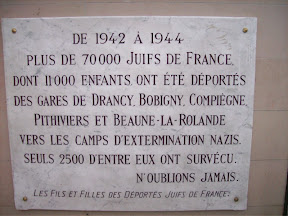 DE 1942 À 1944
PLUS DE 70 000 JUIFS DE FRANCE,
DONT 11 000 ENFANTS ONT ÉTÉ DÉPORTÉS
DES GARES DE DRANCY, BOBIGNY, COMPIÈGNE,
PITHIVIERS ET BEAUNE-LA-ROLANDE
VERS LES CAMPS D'EXTERMINATION NAZIS.
SEULS 2500 D'ENTRE EUX ONT SURVÉCU.
N'OUBLIONS JAMAIS.
LES FILS ET FILLES DES DÉPORTÉS JUIFS DE FRANCE.